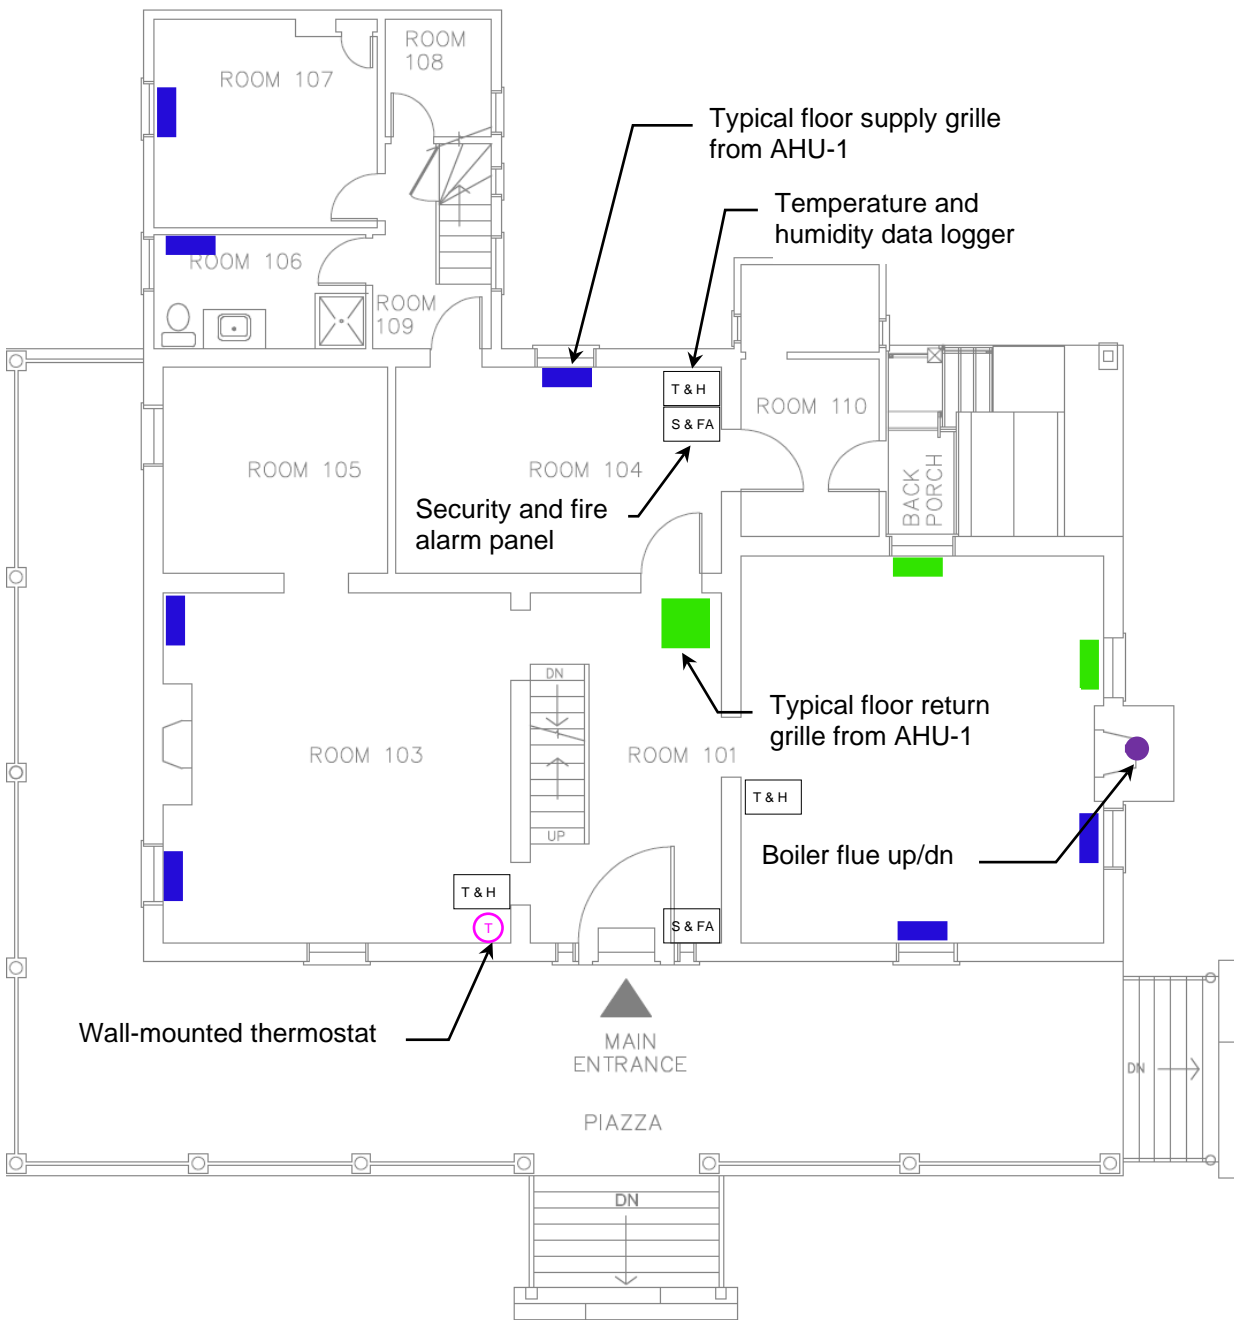 ROOM 107
ROOM
108
Typical floor supply grille
from AHU-1
Temperature and
humidity data logger
ROOM 106
ROOM
109
T & H
S & FA
ROOM 110
ROOM 105
ROOM 104
BACK
PORCH
Security and fire
alarm panel
DN
Typical floor return
grille from AHU-1
ROOM 103
ROOM 101
T & H
UP
Boiler flue up/dn
T & H
T
S & FA
Wall-mounted thermostat
MAIN
ENTRANCE
DN
PIAZZA
DN